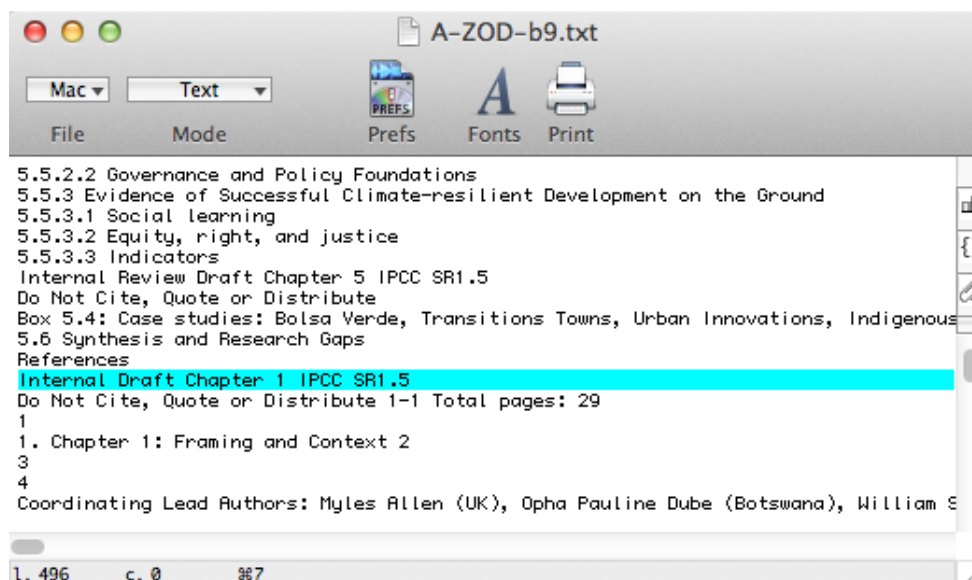 A-ZOD-b9.txt
Mac Text
PREFS
File Mode Prefs Fonts Print
5.5.2.2 Governance and Policy Foundations
5.5.3 Evidence of Successful Climate-resilient Development on the Ground
5.5.3.1 Social learning
5.5.3.2 Equity, right, and justice
5.5.3.3 Indicators
Internal Review Draft Chapter 5 IPCC SR1.5
Do Not Cite, Quote or Distribute
Box 5.4: Case studies: Bolsa Verde, Transitions Towns, Urban Innovations, Indigenous
5.6 Synthesis and Research Gaps
References
Internal Draft Chapter 1 IPCC SR1.5
Do Not Cite, Quote or Distribute 1-1 Total pages: 29
1
1. Chapter 1: Framing and Context 2
3
4
Coordinating Lead Authors: Myles Allen (UK), Opha Pauline Dube (Botswana), William S
l. 496 c. 0 ⌘7